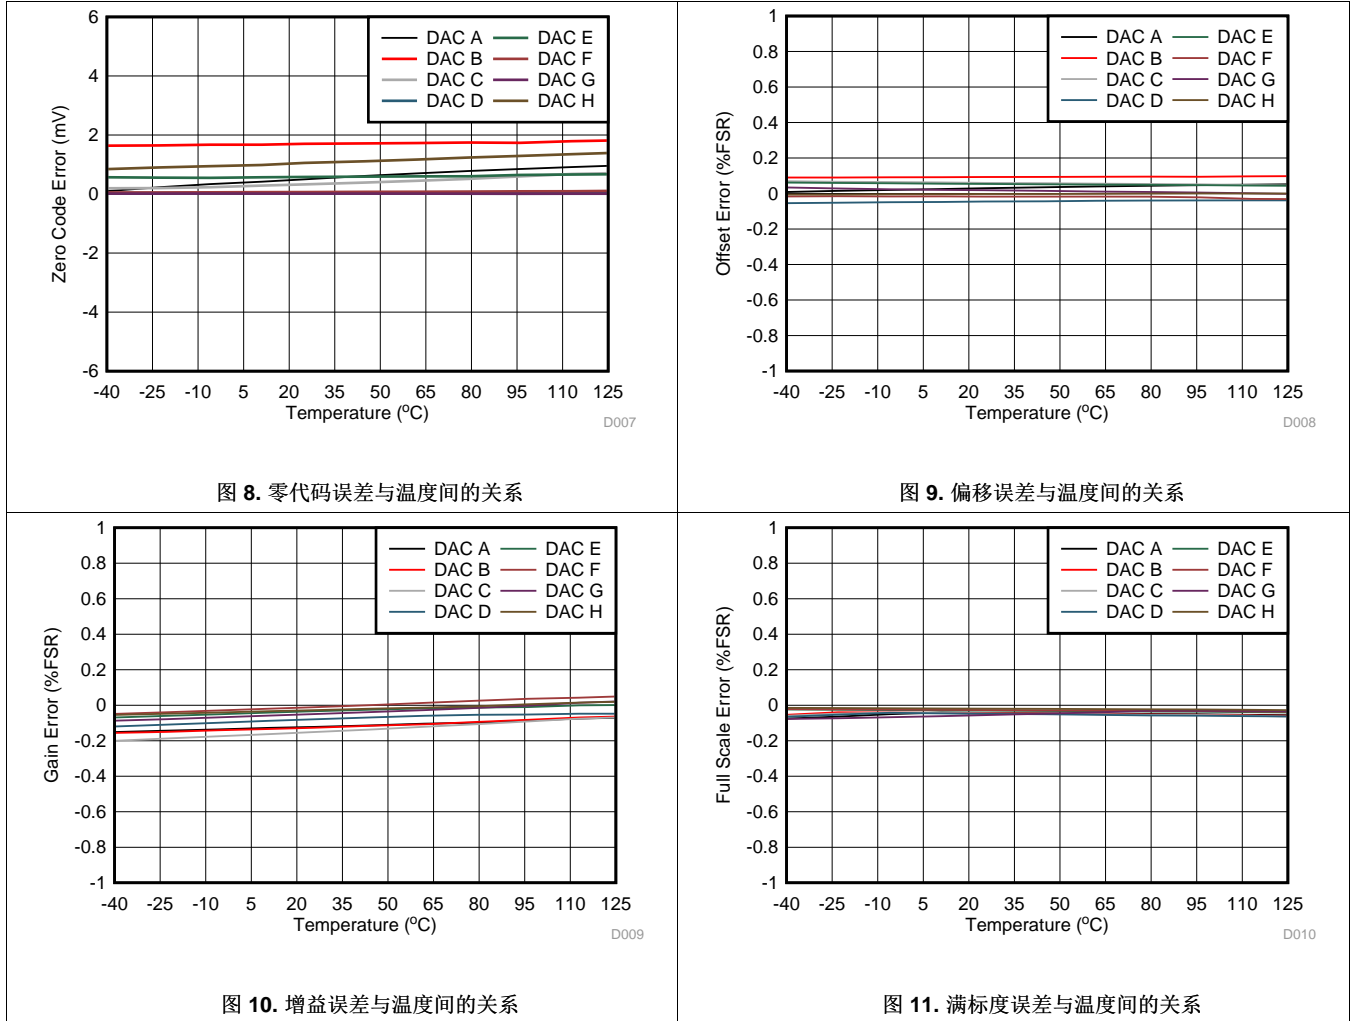 6
4
2
0
-2
-4
-6
Zero Code Error (mV)
DAC A DAC E
DAC B DAC F
DAC C DAC G
DAC D DAC H
-40 -25 -10 5 20 35 50 65 80 95 110 125
Temperature (°C)
D007
图 8. 零代码误差与温度间的关系
1
0.8
0.6
0.4
0.2
0
-0.2
-0.4
-0.6
-0.8
-1
Offset Error (%FSR)
DAC A DAC E
DAC B DAC F
DAC C DAC G
DAC D DAC H
-40 -25 -10 5 20 35 50 65 80 95 110 125
Temperature (°C)
D008
图 9. 偏移误差与温度间的关系
1
0.8
0.6
0.4
0.2
0
-0.2
-0.4
-0.6
-0.8
-1
Gain Error (%FSR)
DAC A DAC E
DAC B DAC F
DAC C DAC G
DAC D DAC H
-40 -25 -10 5 20 35 50 65 80 95 110 125
Temperature (°C)
D009
图 10. 增益误差与温度间的关系
1
0.8
0.6
0.4
0.2
0
-0.2
-0.4
-0.6
-0.8
-1
Full Scale Error (%FSR)
DAC A DAC E
DAC B DAC F
DAC C DAC G
DAC D DAC H
-40 -25 -10 5 20 35 50 65 80 95 110 125
Temperature (°C)
D010
图 11. 满标度误差与温度间的关系